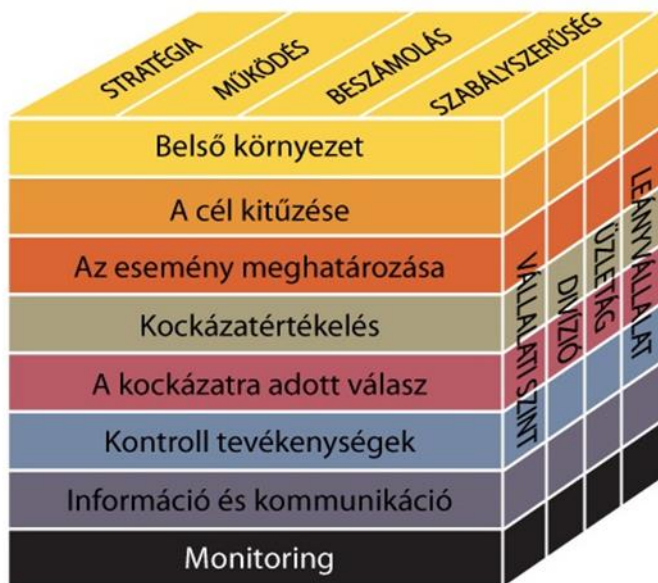 STRATÉGIA
MŰKÖDÉS
BESZÁMOLÁS
SZABÁLYSZERŰSÉG
Belső környezet
A cél kitűzése
Az esemény meghatározása
Kockázatértékelés
A kockázatra adott válasz
Kontroll tevékenységek
Információ és kommunikáció
Monitoring
VÁLLALATI SZINT
DIVÍZIÓ
ÜZLETÁG
LEÁNYVÁLLALAT